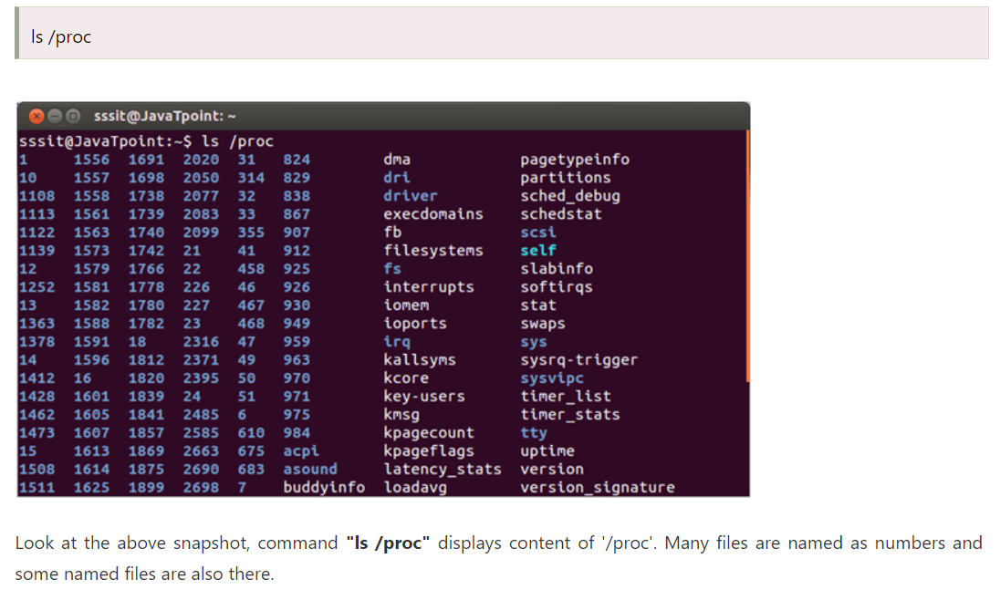 ls /proc
sssit@JavaTpoint: ~
sssit@JavaTpoint:~$ ls /proc
1 1556 1691 2020 31 824 dma pagetypeinfo
10 1557 1698 2050 314 829 dri partitions
1108 1558 1738 2077 32 838 driver sched_debug
1113 1561 1739 2083 33 867 execdomains schedstat
1122 1563 1740 2099 355 907 fb scsi
1139 1573 1742 21 41 912 filesystems self
12 1579 1766 22 458 925 fs slabinfo
1252 1581 1778 226 46 926 interrupts softirqs
13 1582 1780 227 467 930 iomem stat
1363 1588 1782 23 468 949 ioports swaps
1378 1591 18 2316 47 959 irq sys
14 1596 1812 2371 49 963 kallsyms sysrq-trigger
1412 16 1820 2395 50 970 kcore sysvipc
1428 1601 1839 24 51 971 key-users timer_list
1462 1605 1841 2485 6 975 kmsg timer_stats
1473 1607 1857 2585 610 984 kpagecount tty
15 1613 1869 2663 675 acpi kpageflags uptime
1508 1614 1875 2690 683 asound latency_stats version
1511 1625 1899 2698 7 buddyinfo loadavg version_signature
Look at the above snapshot, command "ls /proc" displays content of '/proc'. Many files are named as numbers and
some named files are also there.